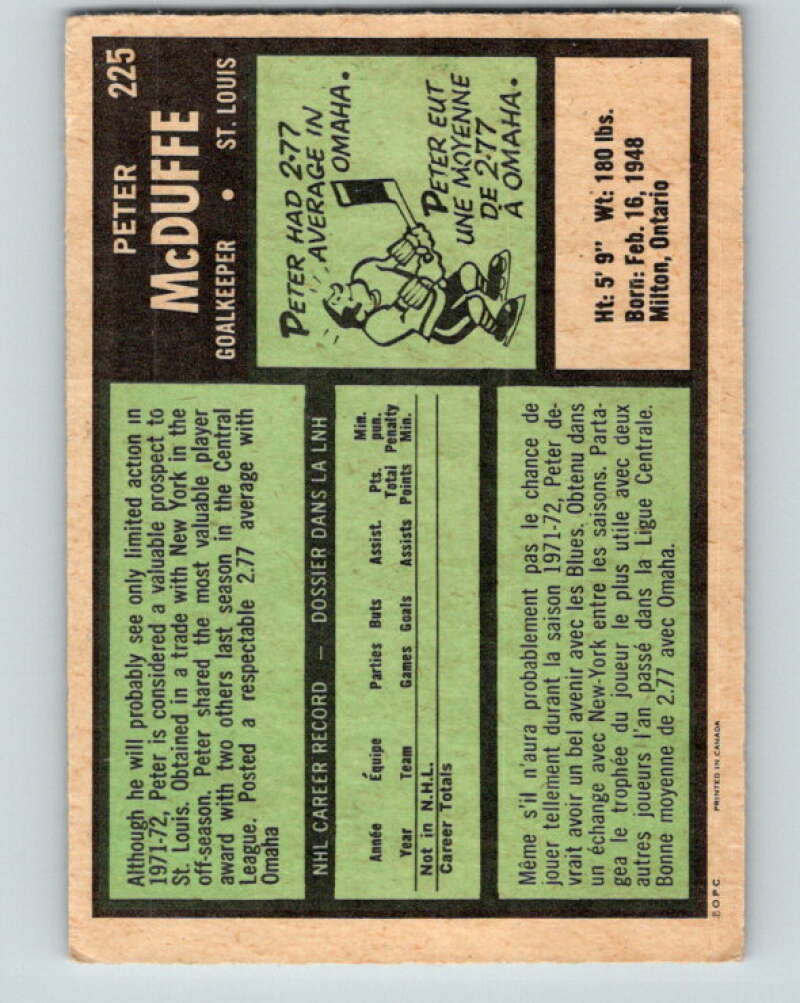 PETER 225
McDUFFE
GOALKEEPER • ST. LOUIS
Although he will probably see only limited action in
1971-72, Peter is considered a valuable prospect to
St. Louis. Obtained in a trade with New York in the
off-season. Peter shared the most valuable player
award with two others last season in the Central
League. Posted a respectable 2.77 average with
Omaha
PETER HAD 2.77
AVERAGE IN
OMAHA.
PETER EUT
UNE MOYENNE
DE 2.77
À OMAHA.
NHL CAREER RECORD — DOSSIER DANS LA LNH
Année Équipe Parties Buts Assist. Pts. Total Min. pun.
Year Team Games Goals Assists Points Penalty Min.
Not in N.H.L.
Career Totals
Ht: 5' 9" Wt: 180 lbs.
Born: Feb. 16, 1948
Milton, Ontario
Même s'il n'aura probablement pas le chance de
jouer tellement durant la saison 1971-72, Peter de-
vrait avoir un bel avenir avec les Blues. Obtenu dans
un échange avec New-York entre les saisons. Parta-
gea le trophée du joueur le plus utile avec deux
autres joueurs l'an passé dans la Ligue Centrale.
Bonne moyenne de 2.77 avec Omaha.
© O.P.C. PRINTED IN CANADA